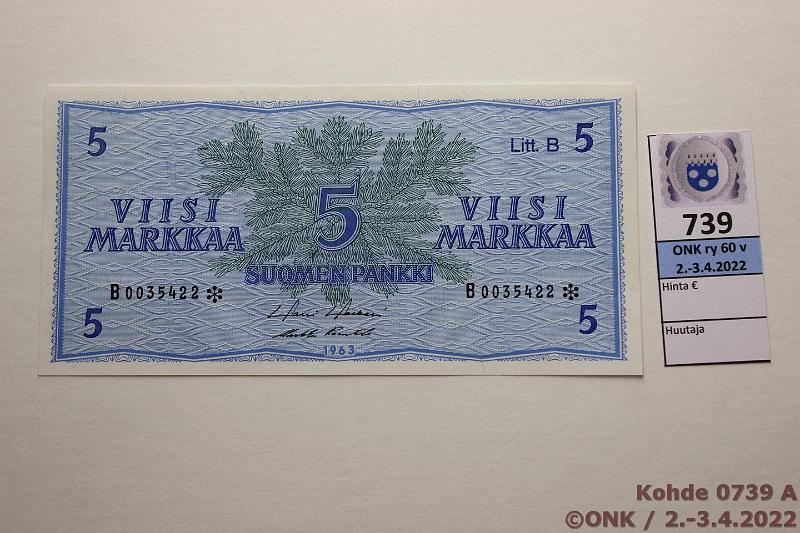 5
Litt. B 5
VIISI
MARKKAA
5
VIISI
MARKKAA
SUOMEN PANKKI
B0035422*
B0035422*
5
5
1963
739
ONK ry 60 v
2.-3.4.2022
Hinta €
Huutaja
Kohde 0739 A
©ONK / 2.-3.4.2022